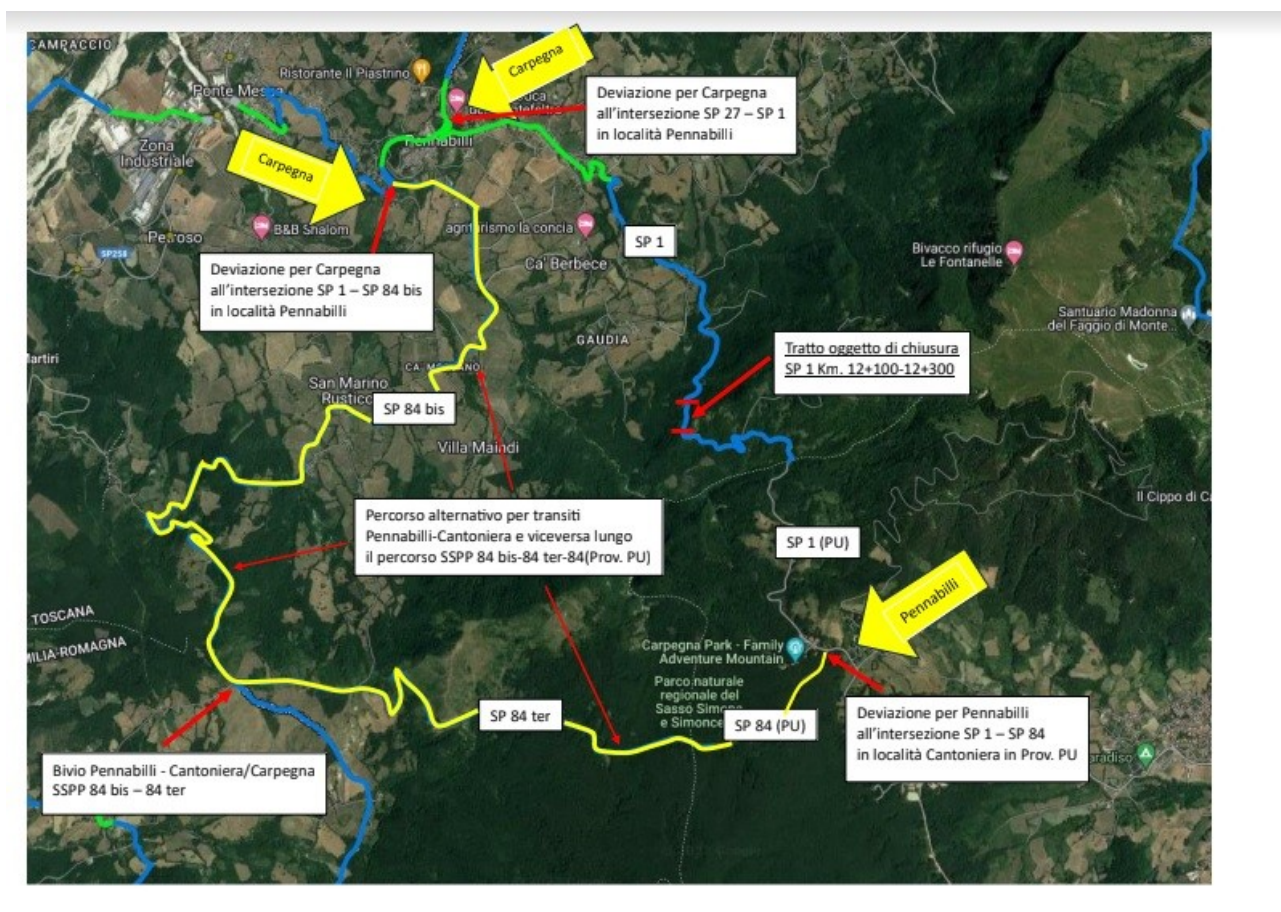 CAMPACCIO
Ristorante Il Piastrino
Carpegna
Ponte Messa
Deviazione per Carpegna
all'intersezione SP 27 – SP 1
in località Pennabilli
Zona
Industriale
Pennabilli
Carpegna
B&B Shalom
agriturismo la concia
SP 1
SP258
Ca' Berbece
Bivacco rifugio
Le Fontanelle
Deviazione per Carpegna
all'intersezione SP 1 – SP 84 bis
in località Pennabilli
Santuario Madonna
del Faggio di Monte...
GAUDIA
Tratto oggetto di chiusura
SP 1 Km. 12+100-12+300
Martiri
San Marino
SP 84 bis
Villa Maindi
Il Cippo di
Percorso alternativo per transiti
Pennabilli-Cantoniera e viceversa lungo
il percorso SSPP 84 bis-84 ter-84(Prov. PU)
SP 1 (PU)
Pennabilli
TOSCANA
MILIA-ROMAGNA
Carpegna Park - Family
Adventure Mountain
Parco naturale
regionale del
Sasso Simone
e Simonce
SP 84 ter
SP 84 (PU)
Deviazione per Pennabilli
all'intersezione SP 1 – SP 84
in località Cantoniera in Prov. PU
Bivio Pennabilli - Cantoniera/Carpegna
SSPP 84 bis – 84 ter
aradiso